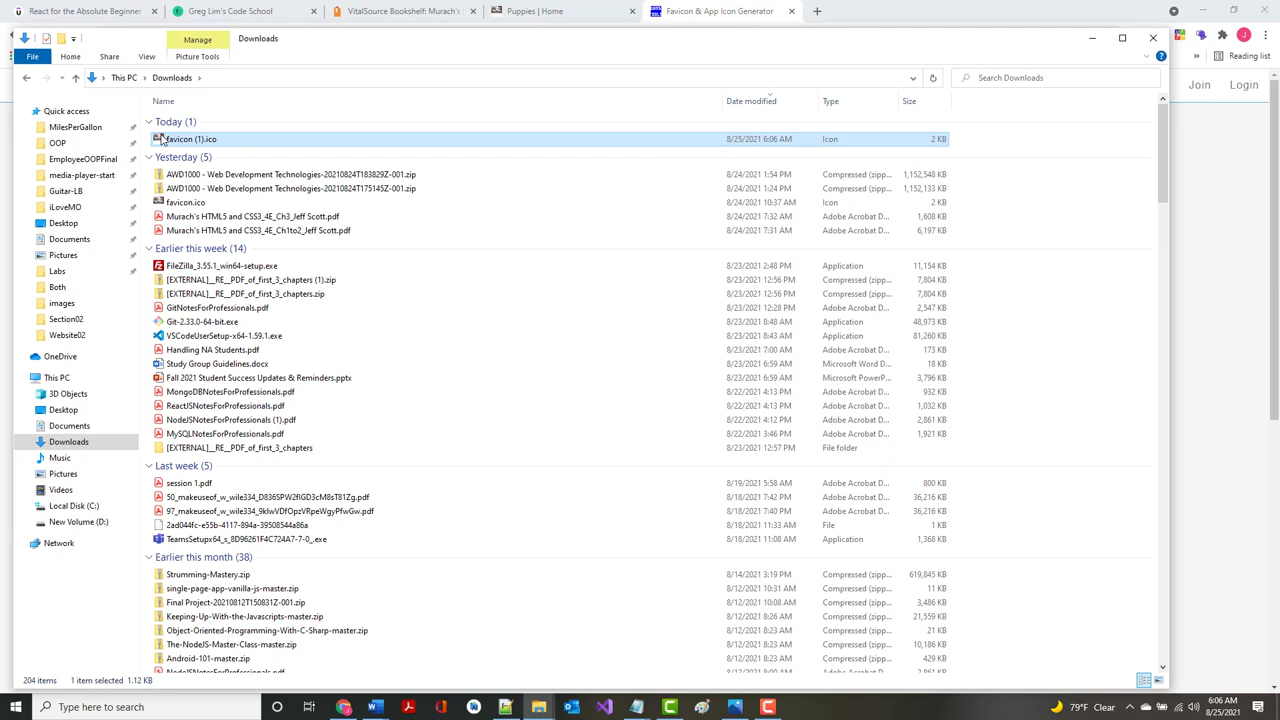 React for the Absolute Beginner
Greg Lim's Code School
VitalSource Bookshelf: Murach's
Puppies | Home
Favicon & App Icon Generator
Manage
Downloads
File
Home
Share
View
Picture Tools
Reading list
This PC
Downloads
Search Downloads
Join
Login
Name
Date modified
Type
Size
Quick access
MilesPerGallon
OOP
EmployeeOOPFinal
media-player-start
Guitar-LB
iLoveMO
Desktop
Documents
Pictures
Labs
Both
images
Section02
Website02
OneDrive
This PC
3D Objects
Desktop
Documents
Downloads
Music
Pictures
Videos
Local Disk (C:)
New Volume (D:)
Network
Today (1)
favicon (1).ico 8/25/2021 6:06 AM Icon 2 KB
Yesterday (5)
AWD1000 - Web Development Technologies-20210824T183829Z-001.zip 8/24/2021 1:54 PM Compressed (zipp... 1,152,548 KB
AWD1000 - Web Development Technologies-20210824T175145Z-001.zip 8/24/2021 1:24 PM Compressed (zipp... 1,152,133 KB
favicon.ico 8/24/2021 10:37 AM Icon 2 KB
Murach's HTML5 and CSS3_4E_Ch3_Jeff Scott.pdf 8/24/2021 7:32 AM Adobe Acrobat D... 1,608 KB
Murach's HTML5 and CSS3_4E_Ch1to2_Jeff Scott.pdf 8/24/2021 7:31 AM Adobe Acrobat D... 6,197 KB
Earlier this week (14)
FileZilla_3.55.1_win64-setup.exe 8/23/2021 2:48 PM Application 11,154 KB
[EXTERNAL]__RE__PDF_of_first_3_chapters (1).zip 8/23/2021 12:56 PM Compressed (zipp... 7,804 KB
[EXTERNAL]__RE__PDF_of_first_3_chapters.zip 8/23/2021 12:56 PM Compressed (zipp... 7,804 KB
GitNotesForProfessionals.pdf 8/23/2021 12:28 PM Adobe Acrobat D... 2,547 KB
Git-2.33.0-64-bit.exe 8/23/2021 8:48 AM Application 48,973 KB
VSCodeUserSetup-x64-1.59.1.exe 8/23/2021 8:43 AM Application 81,260 KB
Handling NA Students.pdf 8/23/2021 7:00 AM Adobe Acrobat D... 173 KB
Study Group Guidelines.docx 8/23/2021 6:59 AM Microsoft Word D... 18 KB
Fall 2021 Student Success Updates & Reminders.pptx 8/23/2021 6:59 AM Microsoft PowerP... 3,796 KB
MongoDBNotesForProfessionals.pdf 8/22/2021 4:13 PM Adobe Acrobat D... 932 KB
ReactJSNotesForProfessionals.pdf 8/22/2021 4:13 PM Adobe Acrobat D... 1,032 KB
NodeJSNotesForProfessionals (1).pdf 8/22/2021 4:12 PM Adobe Acrobat D... 2,861 KB
MySQLNotesForProfessionals.pdf 8/22/2021 3:46 PM Adobe Acrobat D... 1,921 KB
[EXTERNAL]__RE__PDF_of_first_3_chapters 8/23/2021 12:57 PM File folder
Last week (5)
session 1.pdf 8/19/2021 5:58 AM Adobe Acrobat D... 800 KB
50_makeuseof_w_wile334_D836SPW2flGD3cM8sT81Zg.pdf 8/18/2021 7:42 PM Adobe Acrobat D... 36,216 KB
97_makeuseof_w_wile334_9klwVDfOpzVRpeWgyPfwGw.pdf 8/18/2021 7:40 PM Adobe Acrobat D... 36,216 KB
2ad044fc-e55b-4117-894a-39508544a86a 8/18/2021 11:33 AM File 1 KB
TeamsSetupx64_s_8D96261F4C724A7-7-0_.exe 8/18/2021 11:08 AM Application 1,368 KB
Earlier this month (38)
Strumming-Mastery.zip 8/14/2021 3:19 PM Compressed (zipp... 619,845 KB
single-page-app-vanilla-js-master.zip 8/12/2021 10:31 AM Compressed (zipp... 11 KB
Final Project-20210812T150831Z-001.zip 8/12/2021 10:08 AM Compressed (zipp... 3,486 KB
Keeping-Up-With-the-Javascripts-master.zip 8/12/2021 8:26 AM Compressed (zipp... 21,559 KB
Object-Oriented-Programming-With-C-Sharp-master.zip 8/12/2021 8:23 AM Compressed (zipp... 21 KB
The-NodeJS-Master-Class-master.zip 8/12/2021 8:23 AM Compressed (zipp... 10,186 KB
Android-101-master.zip 8/12/2021 8:23 AM Compressed (zipp... 429 KB
NodeJSNotesForProfessionals.pdf 8/12/2021 8:00 AM Adobe Acrobat D... 2,861 KB
204 items 1 item selected 1.12 KB
Type here to search
79°F Clear
6:06 AM
8/25/2021